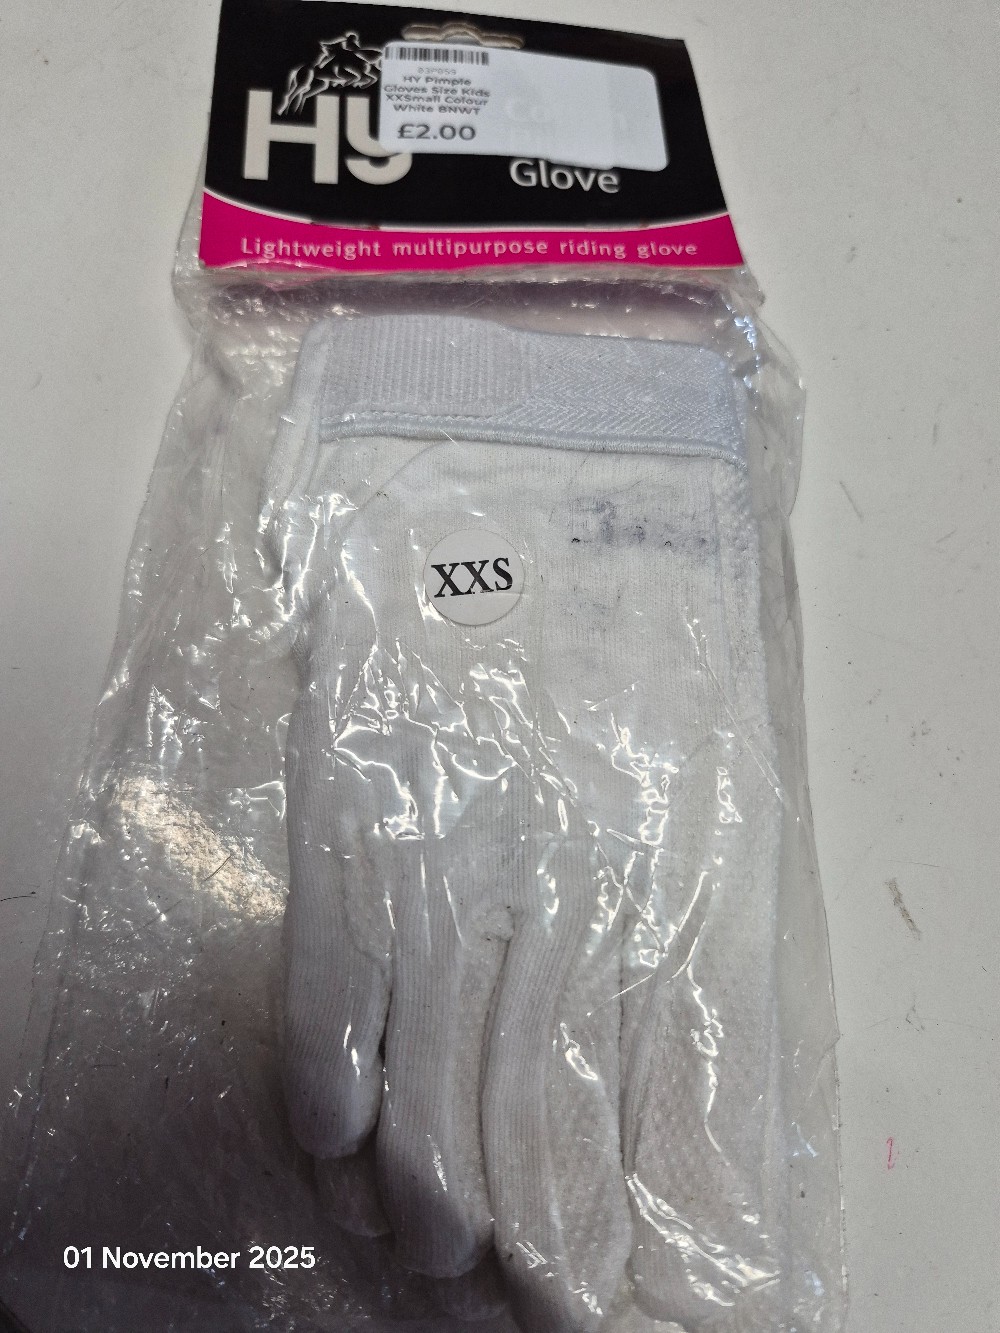 HY Pimple
Gloves Size Kids
XXSmall Colour
White BNWT
£2.00
Hy
Glove
Lightweight multipurpose riding glove
XXS
01 November 2025